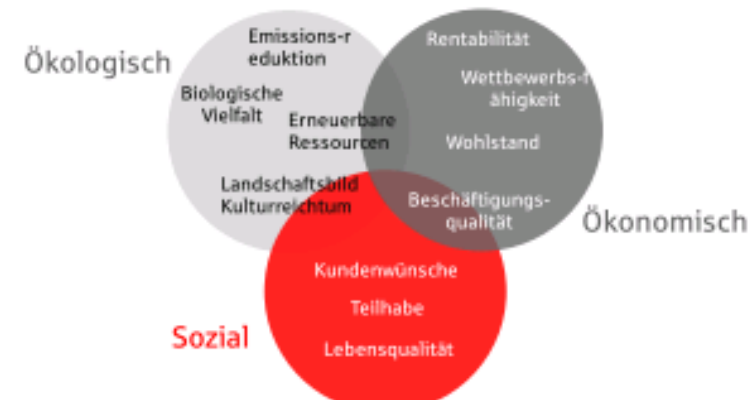 Ökologisch
Emissions-r
eduktion
Biologische
Vielfalt
Erneuerbare
Ressourcen
Landschaftsbild
Kulturreichtum
Rentabilität
Wettbewerbs-f
ähigkeit
Wohlstand
Beschäftigungs-
qualität
Ökonomisch
Kundenwünsche
Teilhabe
Lebensqualität
Sozial